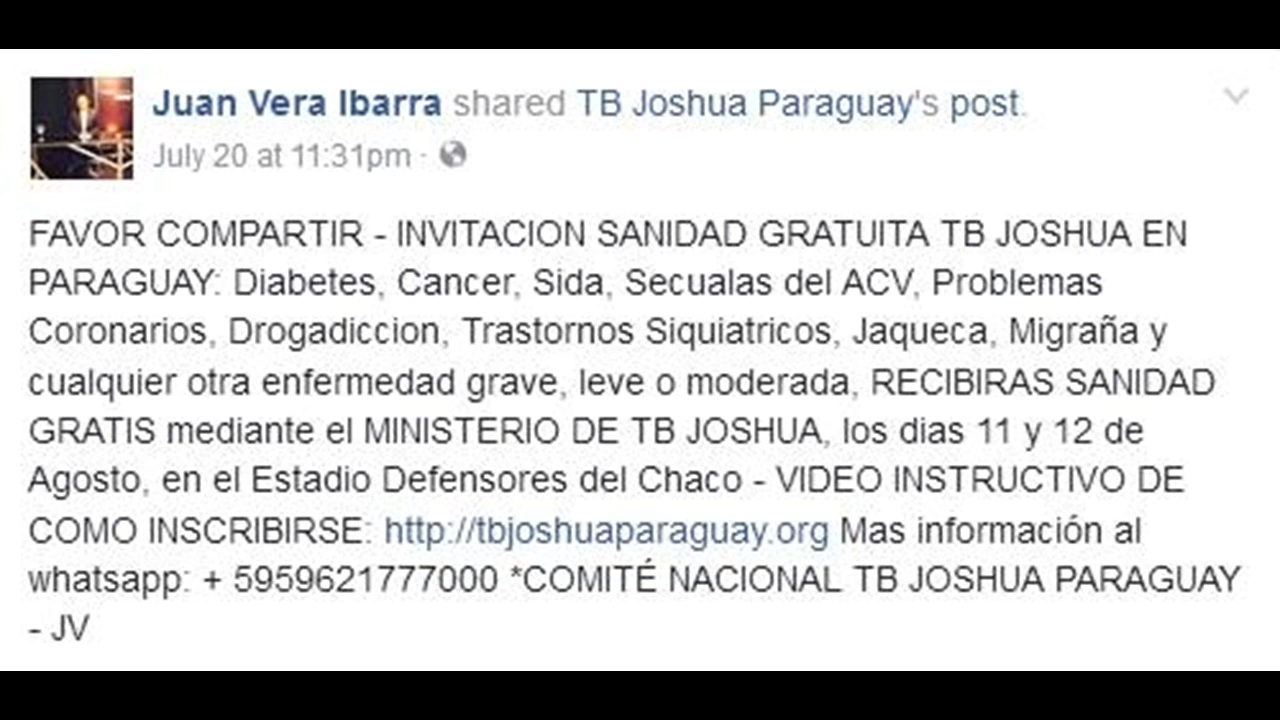 Juan Vera Ibarra shared TB Joshua Paraguay's post.
July 20 at 11:31pm ·
FAVOR COMPARTIR - INVITACION SANIDAD GRATUITA TB JOSHUA EN
PARAGUAY: Diabetes, Cancer, Sida, Secualas del ACV, Problemas
Coronarios, Drogadiccion, Trastornos Siquiatricos, Jaqueca, Migraña y
cualquier otra enfermedad grave, leve o moderada, RECIBIRAS SANIDAD
GRATIS mediante el MINISTERIO DE TB JOSHUA, los dias 11 y 12 de
Agosto, en el Estadio Defensores del Chaco - VIDEO INSTRUCTIVO DE
COMO INSCRIBIRSE: http://tbjoshuaparaguay.org Mas información al
whatsapp: + 5959621777000 *COMITÉ NACIONAL TB JOSHUA PARAGUAY
- JV